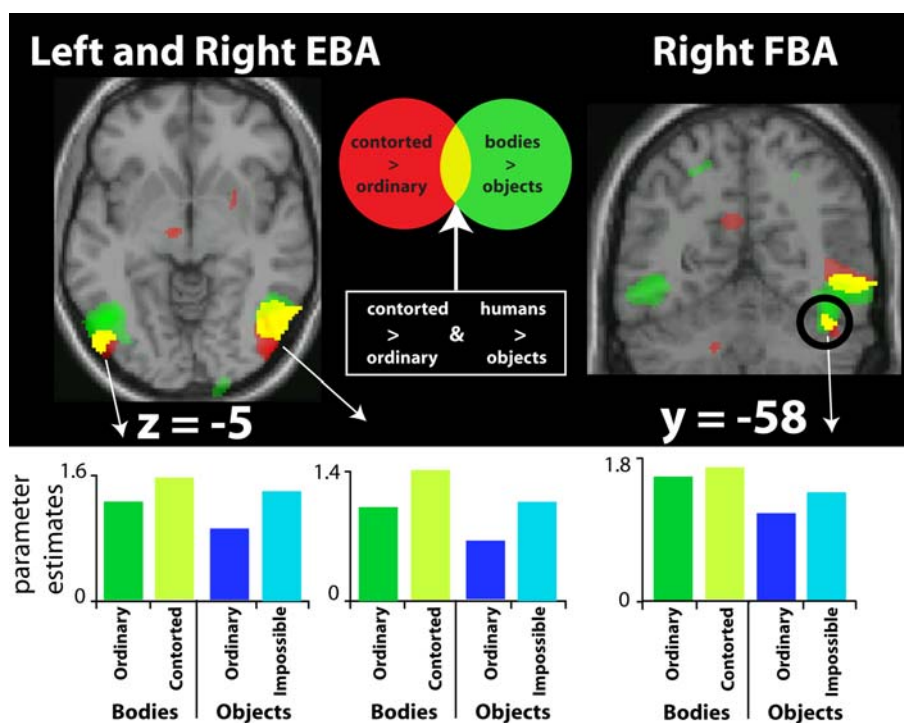 Left and Right EBA
Right FBA
contorted
>
ordinary
bodies
>
objects
contorted humans
> & >
ordinary objects
z = -5
y = -58
parameter
estimates
1.6
0
Ordinary
Contorted
Ordinary
Impossible
Bodies
Objects
1.4
0
Ordinary
Contorted
Ordinary
Impossible
Bodies
Objects
1.8
0
Ordinary
Contorted
Ordinary
Impossible
Bodies
Objects